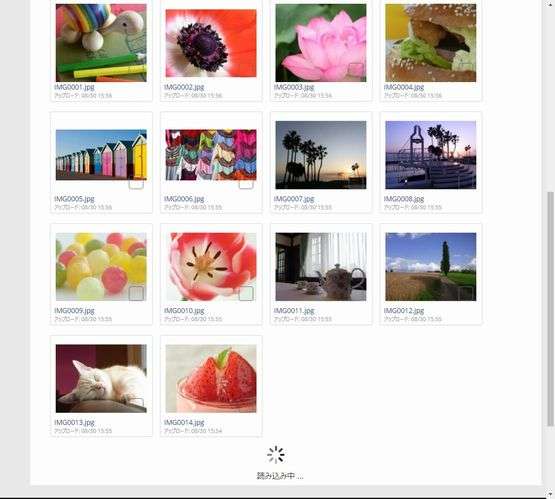 IMG0001.jpg
アップロード: 08/30 15:56
IMG0002.jpg
アップロード: 08/30 15:56
IMG0003.jpg
アップロード: 08/30 15:56
IMG0004.jpg
アップロード: 08/30 15:56
IMG0005.jpg
アップロード: 08/30 15:55
IMG0006.jpg
アップロード: 08/30 15:55
IMG0007.jpg
アップロード: 08/30 15:55
IMG0008.jpg
アップロード: 08/30 15:55
IMG0009.jpg
アップロード: 08/30 15:55
IMG0010.jpg
アップロード: 08/30 15:55
IMG0011.jpg
アップロード: 08/30 15:55
IMG0012.jpg
アップロード: 08/30 15:55
IMG0013.jpg
アップロード: 08/30 15:55
IMG0014.jpg
アップロード: 08/30 15:54
読み込み中 ...